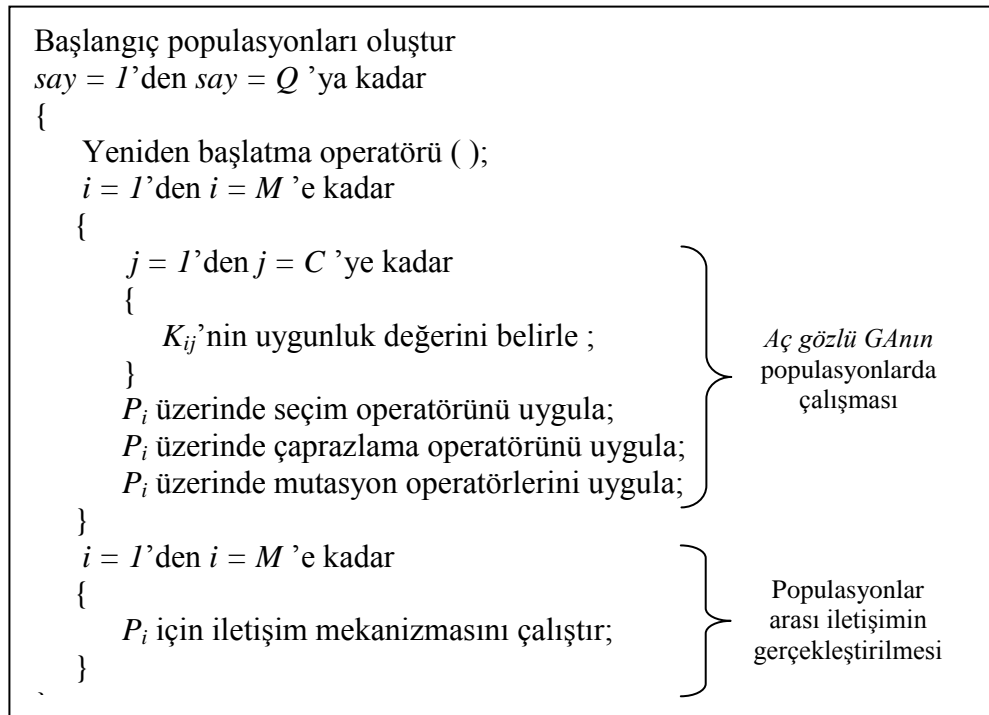 Başlangıç populasyonları oluştur
say = 1’den say = Q ’ya kadar
{
Yeniden başlatma operatörü ( );
i = 1’den i = M ’e kadar
{
j = 1’den j = C ’ye kadar
{
Kij’nin uygunluk değerini belirle ;
}
Pi üzerinde seçim operatörünü uygula;
Pi üzerinde çaprazlama operatörünü uygula;
Pi üzerinde mutasyon operatörlerini uygula;
}
Aç gözlü GAnın
populasyonlarda
çalışması
i = 1’den i = M ’e kadar
{
Pi için iletişim mekanizmasını çalıştır;
}
Populasyonlar
arası iletişimin
gerçekleştirilmesi